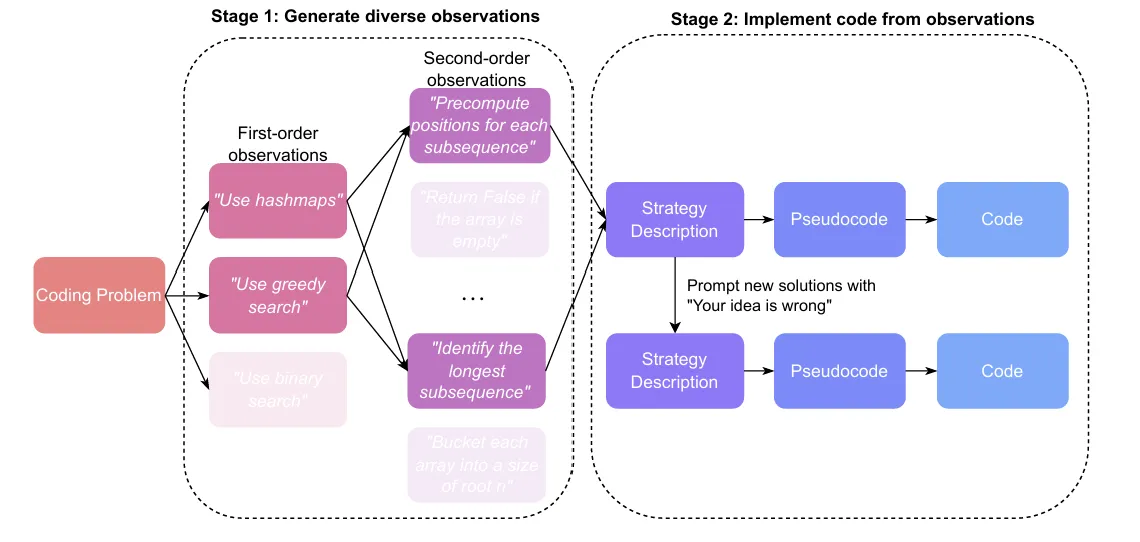 Stage 1: Generate diverse observations
Stage 2: Implement code from observations
Second-order
observations
"Precompute
positions for each
subsequence"
First-order
observations
"Use hashmaps"
"Return False if
the array is
empty"
Strategy
Description
Pseudocode
Code
Coding Problem
"Use greedy
search"
...
Prompt new solutions with
"Your idea is wrong"
"Identify the
longest
subsequence"
Strategy
Description
Pseudocode
Code
"Use binary
search"
"Bucket each
array into a size
of root n"